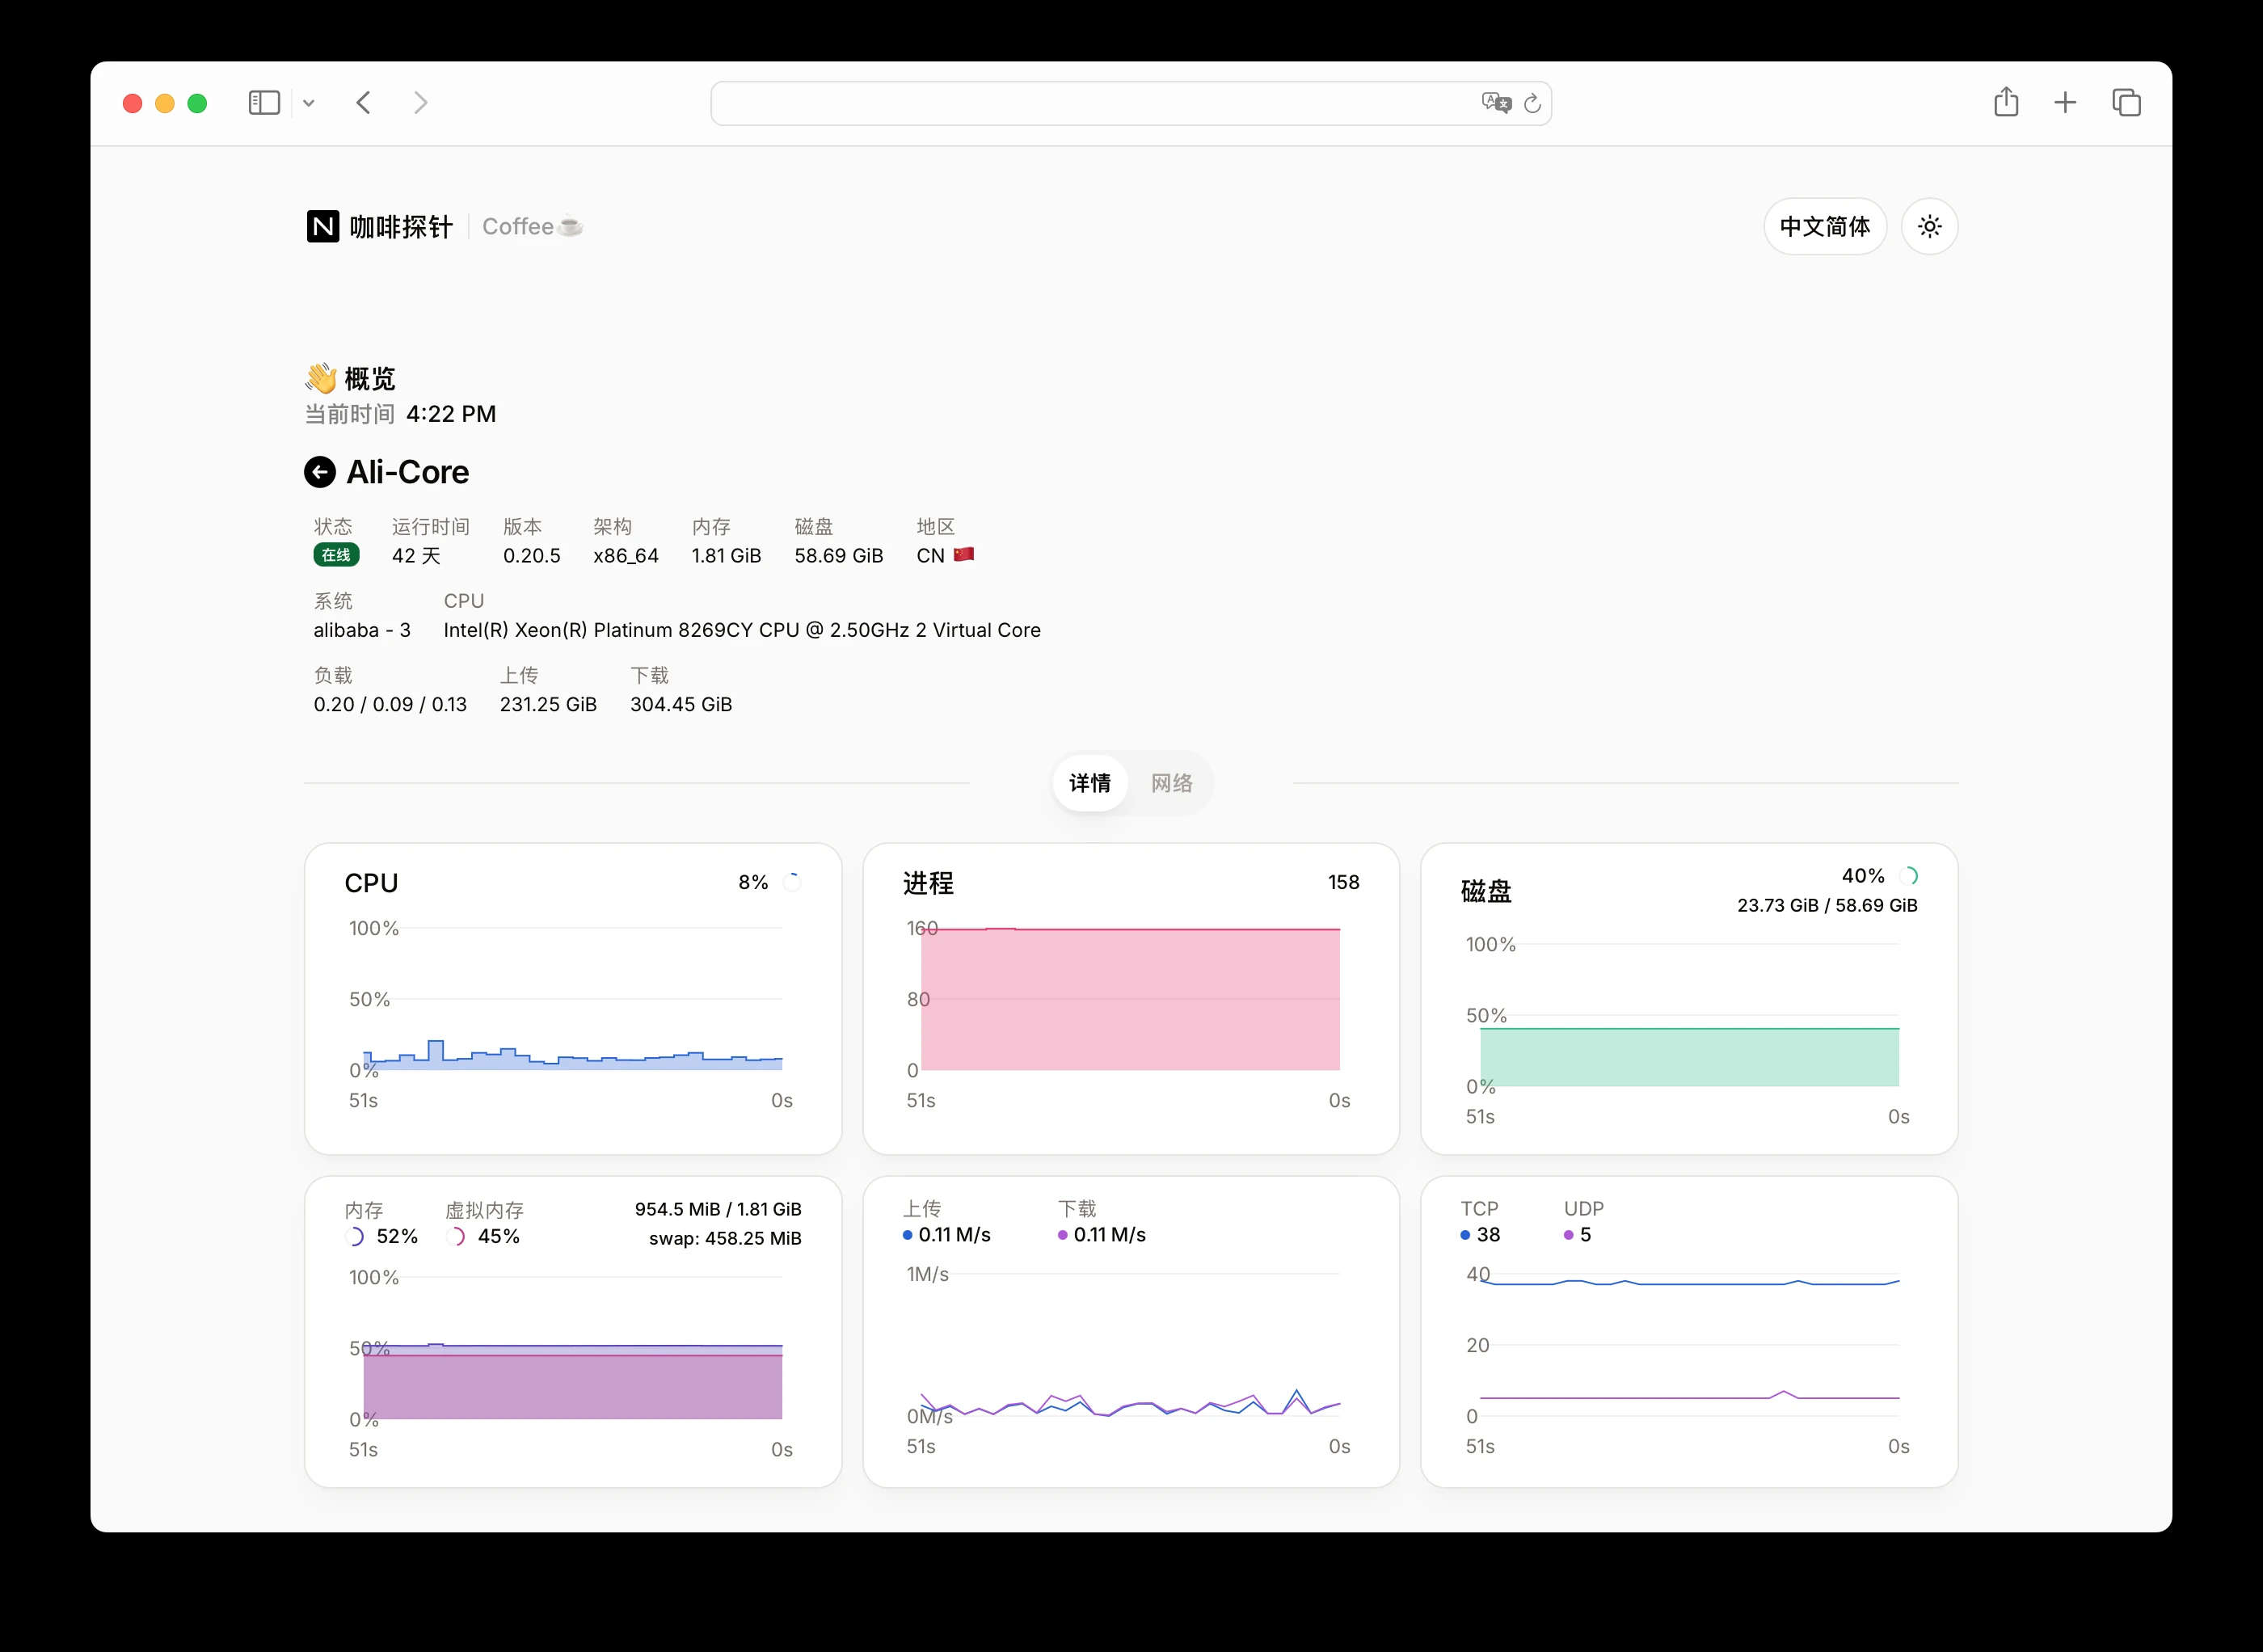 咖啡探针 Coffee☕
中文简体
👋 概览
当前时间 4:22 PM
Ali-Core
状态 运行时间 版本 架构 内存 磁盘 地区
在线 42 天 0.20.5 x86_64 1.81 GiB 58.69 GiB CN 🇨🇳
系统 CPU
alibaba - 3 Intel(R) Xeon(R) Platinum 8269CY CPU @ 2.50GHz 2 Virtual Core
负载 上传 下载
0.20 / 0.09 / 0.13 231.25 GiB 304.45 GiB
详情 网络
CPU 8%
100%
50%
0%
51s 0s
进程 158
160
80
0
51s 0s
磁盘 40%
23.73 GiB / 58.69 GiB
100%
50%
0%
51s 0s
内存 虚拟内存 954.5 MiB / 1.81 GiB
52% 45% swap: 458.25 MiB
100%
50%
0%
51s 0s
上传 下载
0.11 M/s 0.11 M/s
1M/s
0M/s
51s 0s
TCP UDP
38 5
40
20
0
51s 0s